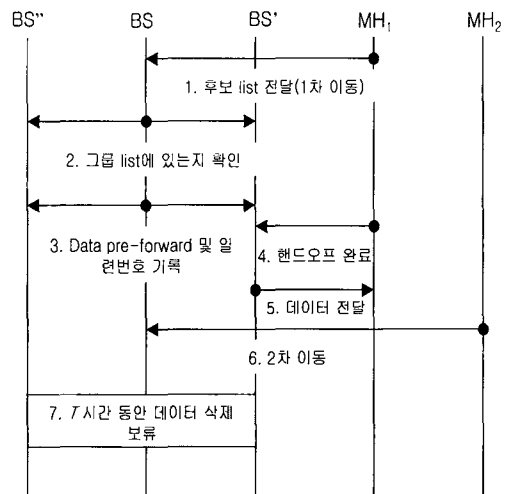 BS" BS BS' MH₁ MH₂
1. 후보 list 전달(1차 이동)
2. 그룹 list에 있는지 확인
3. Data pre-forward 및 일
련번호 기록
4. 핸드오프 완료
5. 데이터 전달
6. 2차 이동
7. T시간 동안 데이터 삭제
보류